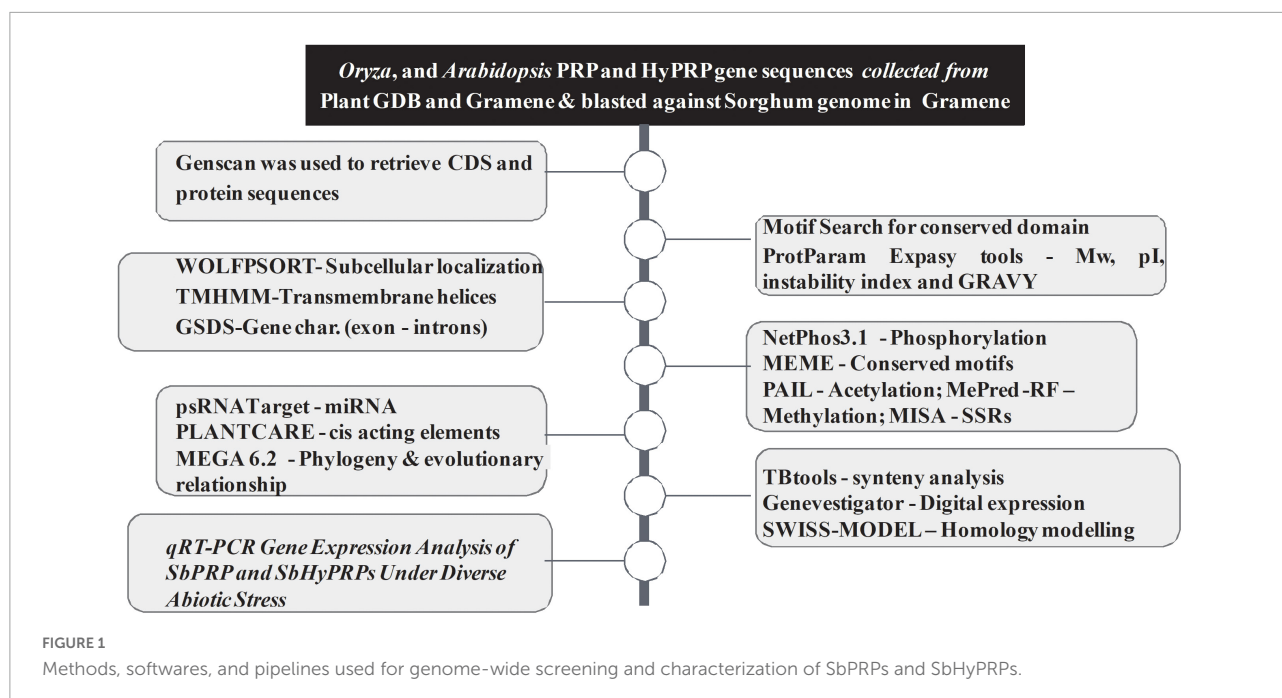 Oryza, and Arabidopsis PRP and HyPRP gene sequences collected from
Plant GDB and Gramene & blasted against Sorghum genome in Gramene
Genscan was used to retrieve CDS and
protein sequences
Motif Search for conserved domain
ProtParam Expasy tools - Mw, pI,
instability index and GRAVY
WOLFPSORT- Subcellular localization
TMHMM-Transmembrane helices
GSDS-Gene char. (exon - introns)
NetPhos3.1 - Phosphorylation
MEME - Conserved motifs
PAIL - Acetylation; MePred -RF –
Methylation; MISA - SSRs
psRNATarget - miRNA
PLANTCARE - cis acting elements
MEGA 6.2 - Phylogeny & evolutionary
relationship
TBtools - synteny analysis
Genevestigator - Digital expression
SWISS-MODEL – Homology modelling
qRT-PCR Gene Expression Analysis of
SbPRP and SbHyPRPs Under Diverse
Abiotic Stress
FIGURE 1
Methods, softwares, and pipelines used for genome-wide screening and characterization of SbPRPs and SbHyPRPs.